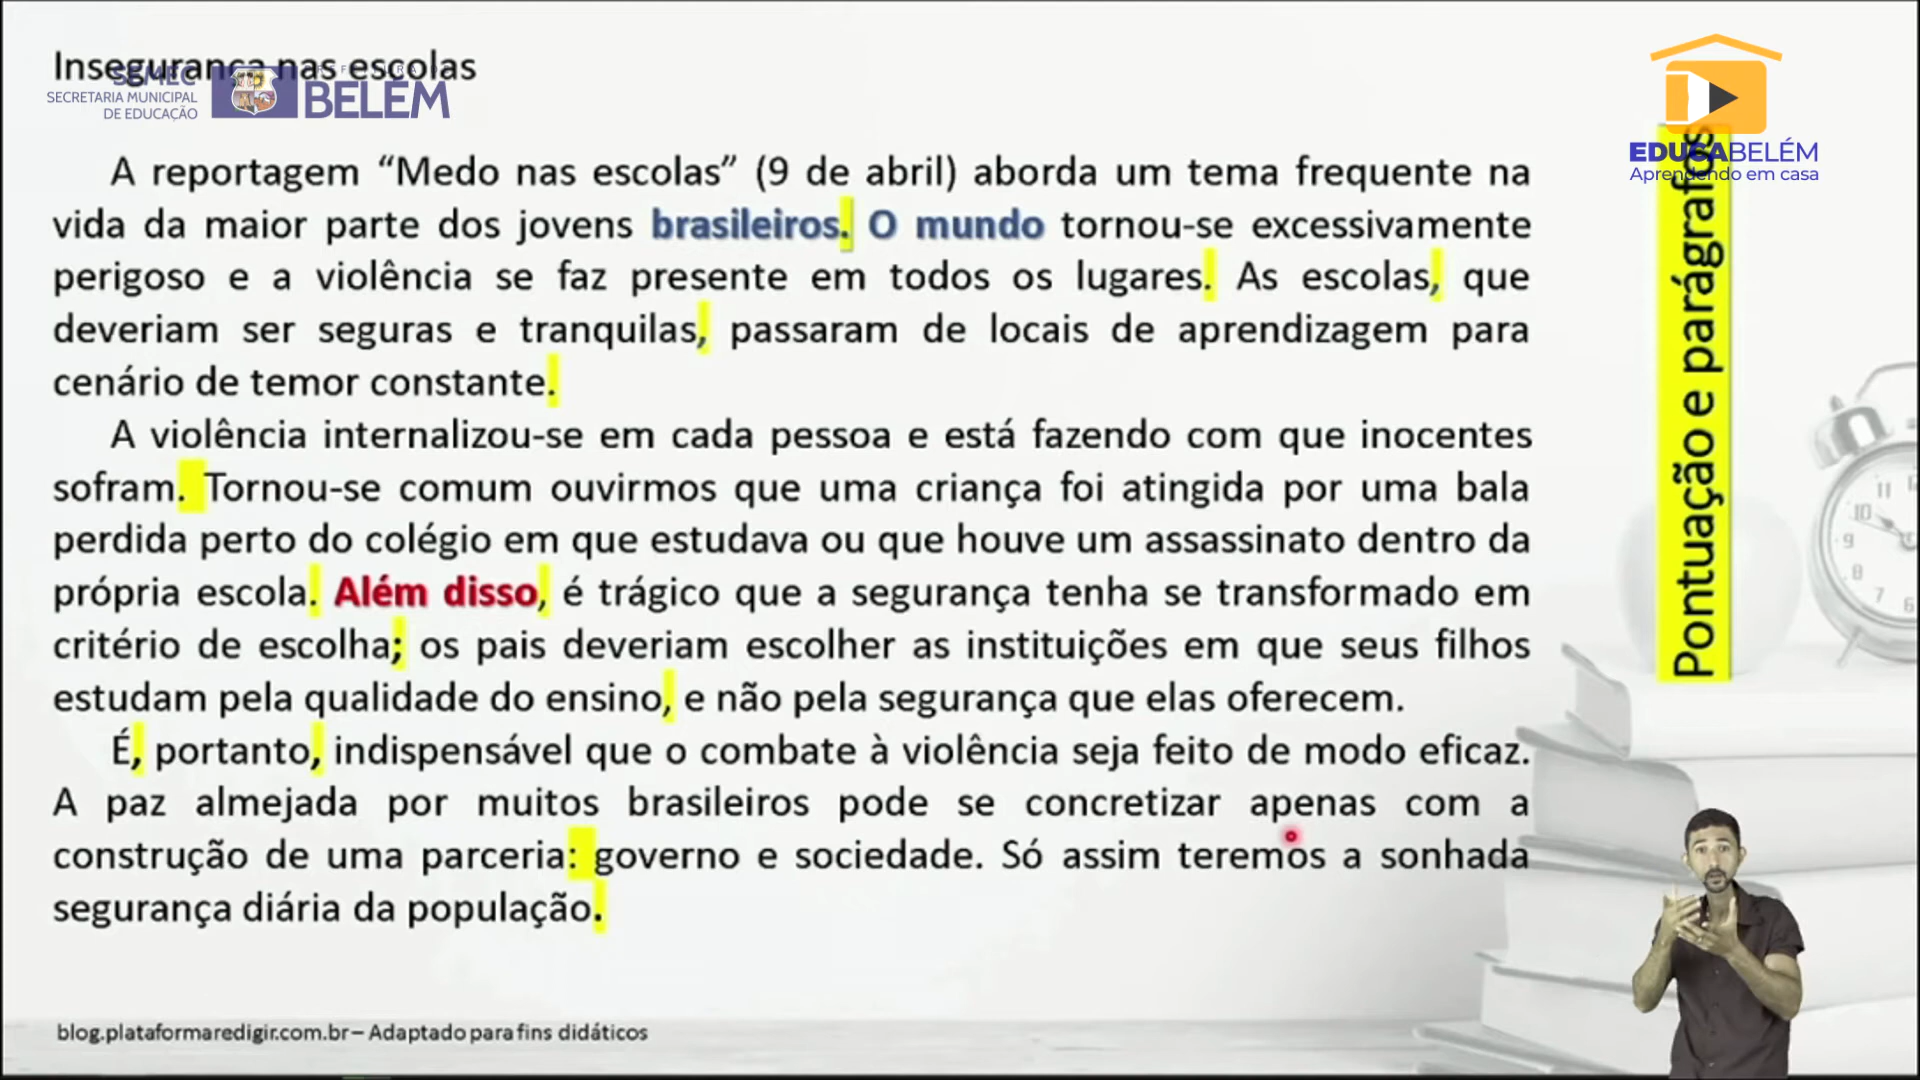 Insegurança nas escolas
SEMEC
SECRETARIA MUNICIPAL
DE EDUCAÇÃO
BELÉM
EDUCABELÉM
Aprendendo em casa
A reportagem “Medo nas escolas” (9 de abril) aborda um tema frequente na
vida da maior parte dos jovens brasileiros. O mundo tornou-se excessivamente
perigoso e a violência se faz presente em todos os lugares. As escolas, que
deveriam ser seguras e tranquilas, passaram de locais de aprendizagem para
cenário de temor constante.
A violência internalizou-se em cada pessoa e está fazendo com que inocentes
sofram. Tornou-se comum ouvirmos que uma criança foi atingida por uma bala
perdida perto do colégio em que estudava ou que houve um assassinato dentro da
própria escola. Além disso, é trágico que a segurança tenha se transformado em
critério de escolha; os pais deveriam escolher as instituições em que seus filhos
estudam pela qualidade do ensino, e não pela segurança que elas oferecem.
É, portanto, indispensável que o combate à violência seja feito de modo eficaz.
A paz almejada por muitos brasileiros pode se concretizar apenas com a
construção de uma parceria: governo e sociedade. Só assim teremos a sonhada
segurança diária da população.
Pontuação e parágrafos
11
10
9
8
7
6
blog.plataformaredigir.com.br – Adaptado para fins didáticos